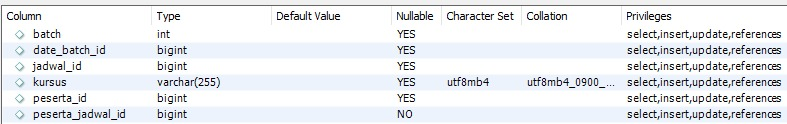 Column Type Default Value Nullable Character Set Collation Privileges
batch int YES select,insert,update,references
date_batch_id bigint YES select,insert,update,references
jadwal_id bigint YES select,insert,update,references
kursus varchar(255) YES utf8mb4 utf8mb4_0900_... select,insert,update,references
peserta_id bigint YES select,insert,update,references
peserta_jadwal_id bigint NO select,insert,update,references